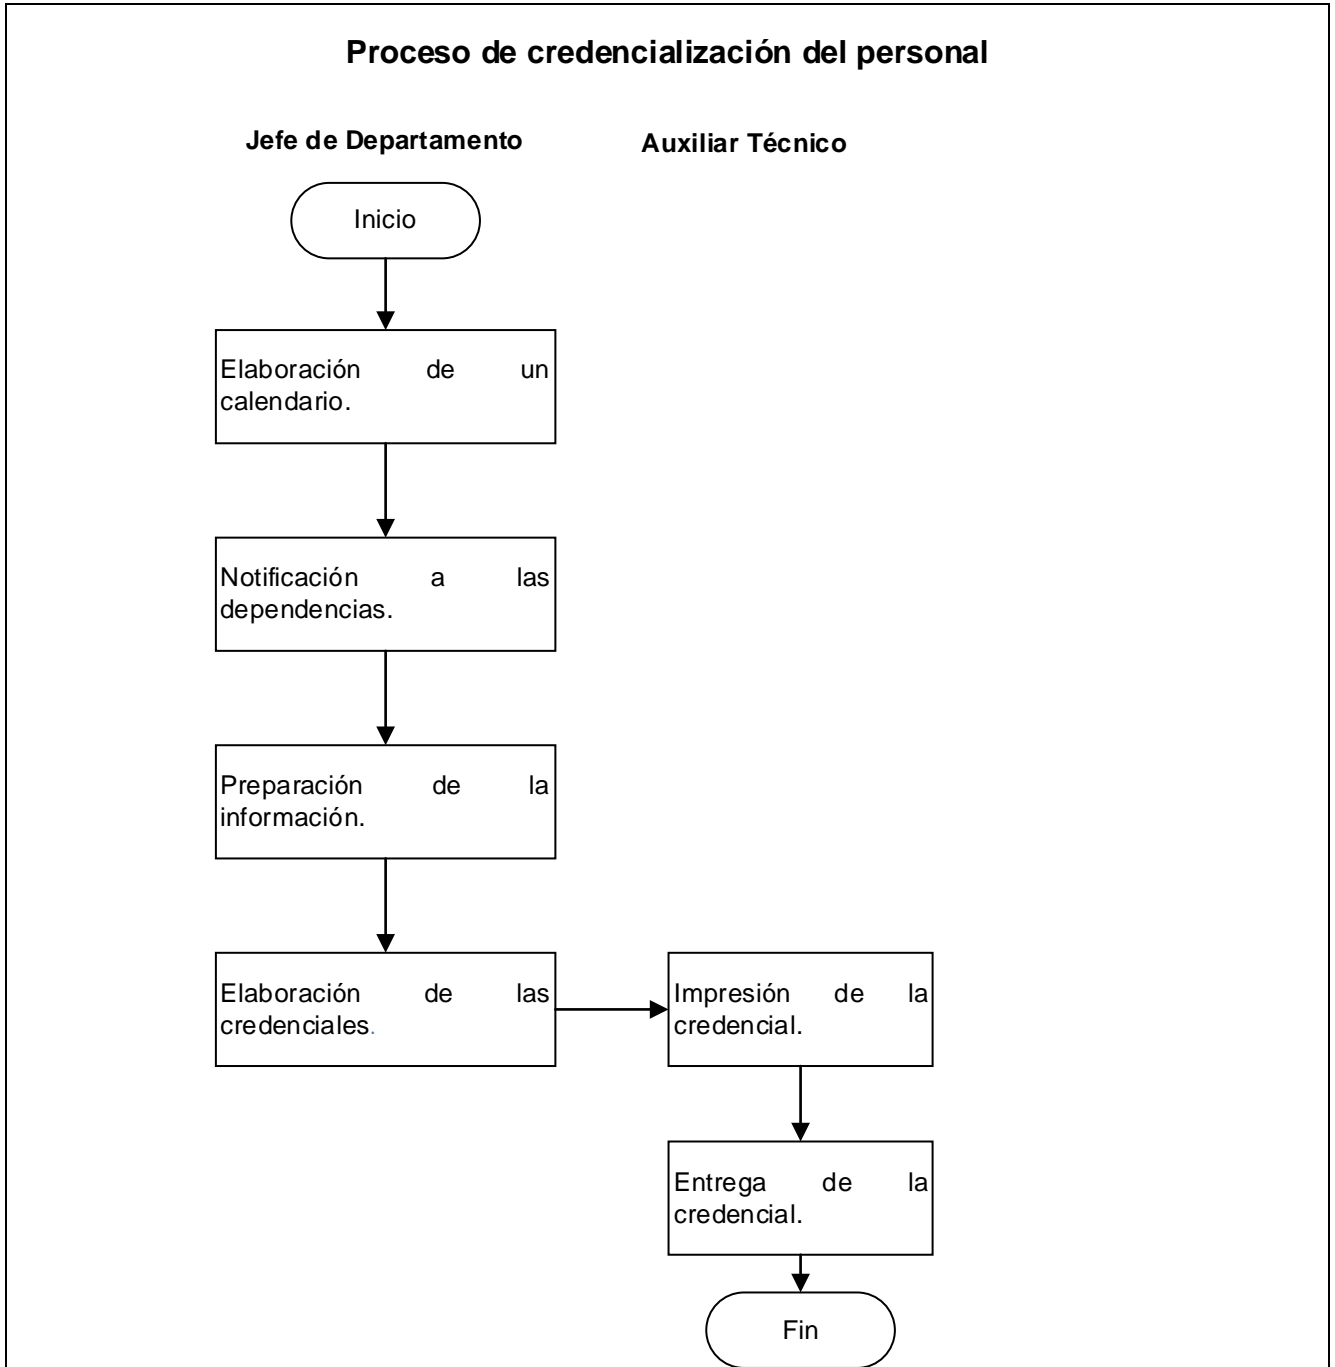 Proceso de credencialización del personal
Jefe de Departamento
Auxiliar Técnico
Inicio
Elaboración de un
calendario.
Notificación a las
dependencias.
Preparación de la
información.
Elaboración de las
credenciales.
Impresión de la
credencial.
Entrega de la
credencial.
Fin